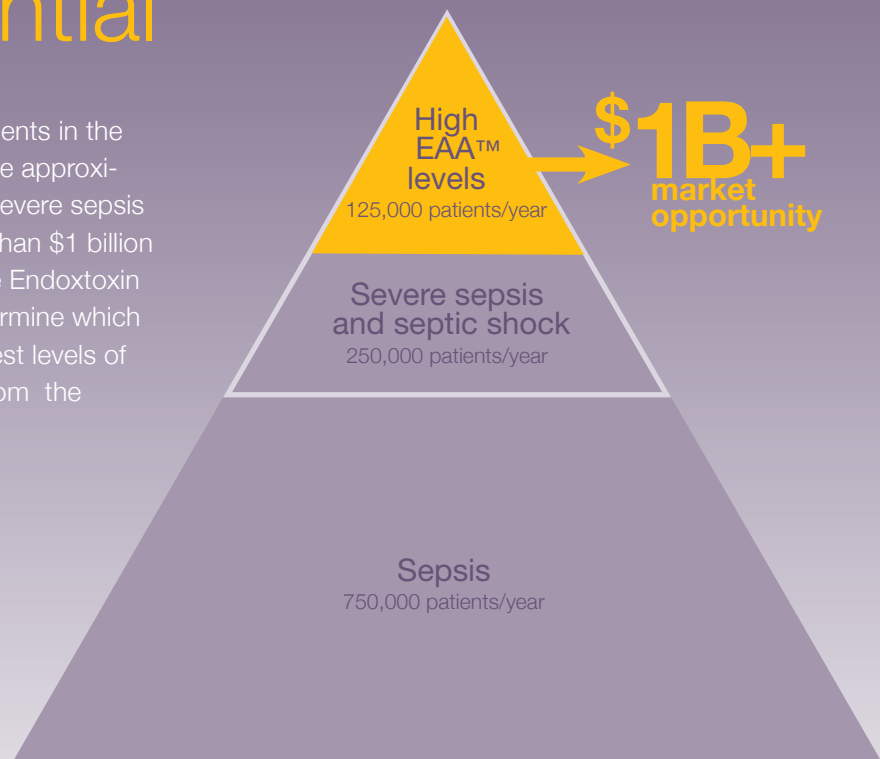 ntial
ents in the
e approxi-
evere sepsis
han $1 billion
e Endoxtoxin
rmine which
est levels of
om the
High
EAA™
levels
125,000 patients/year
$1B+
market
opportunity
Severe sepsis
and septic shock
250,000 patients/year
Sepsis
750,000 patients/year